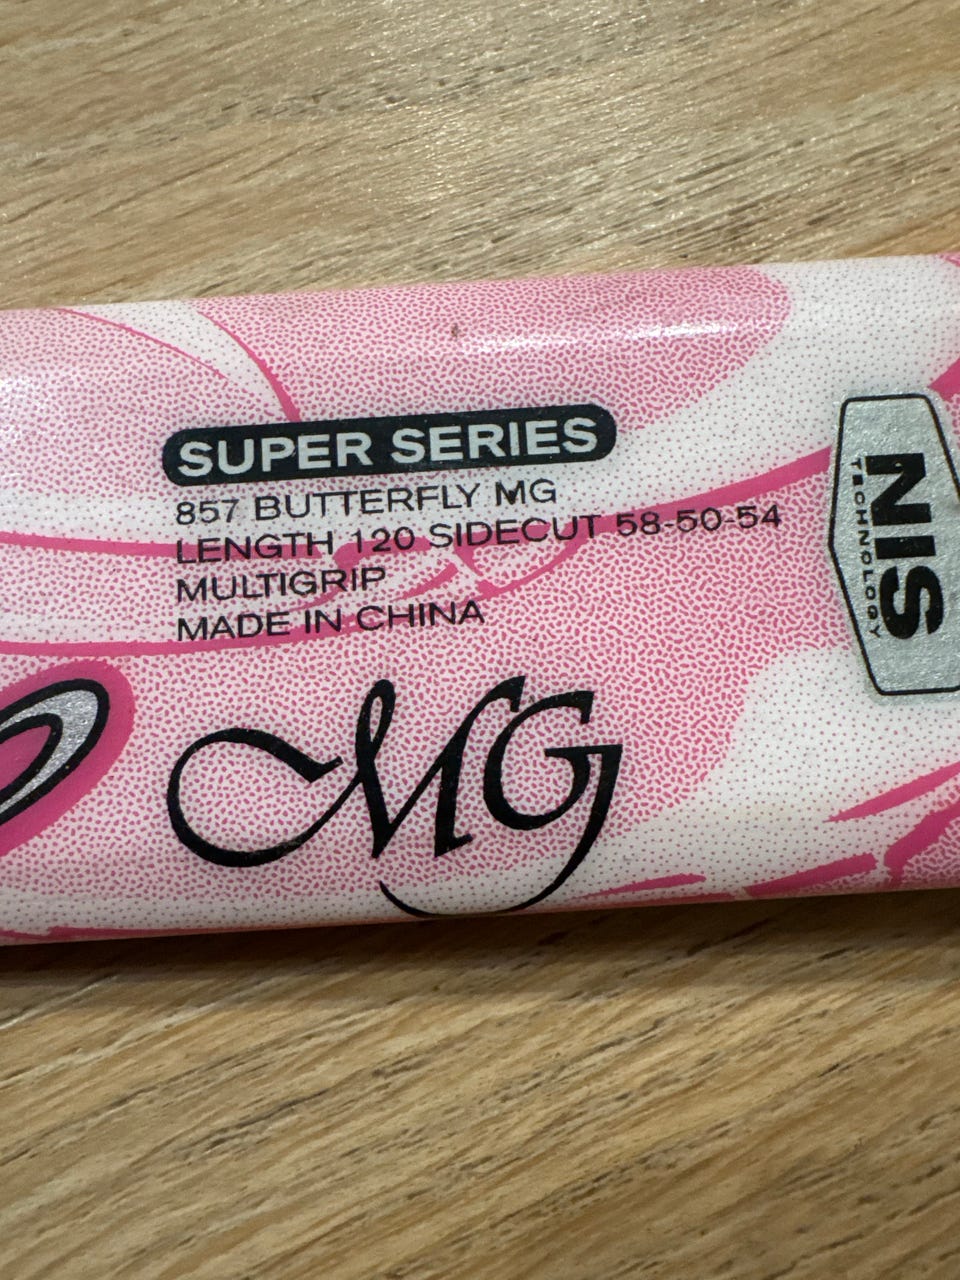 SUPER SERIES
857 BUTTERFLY MG
LENGTH 120 SIDECUT 58-50-54
MULTIGRIP
MADE IN CHINA
MG
NIS
TECHNOLOGY